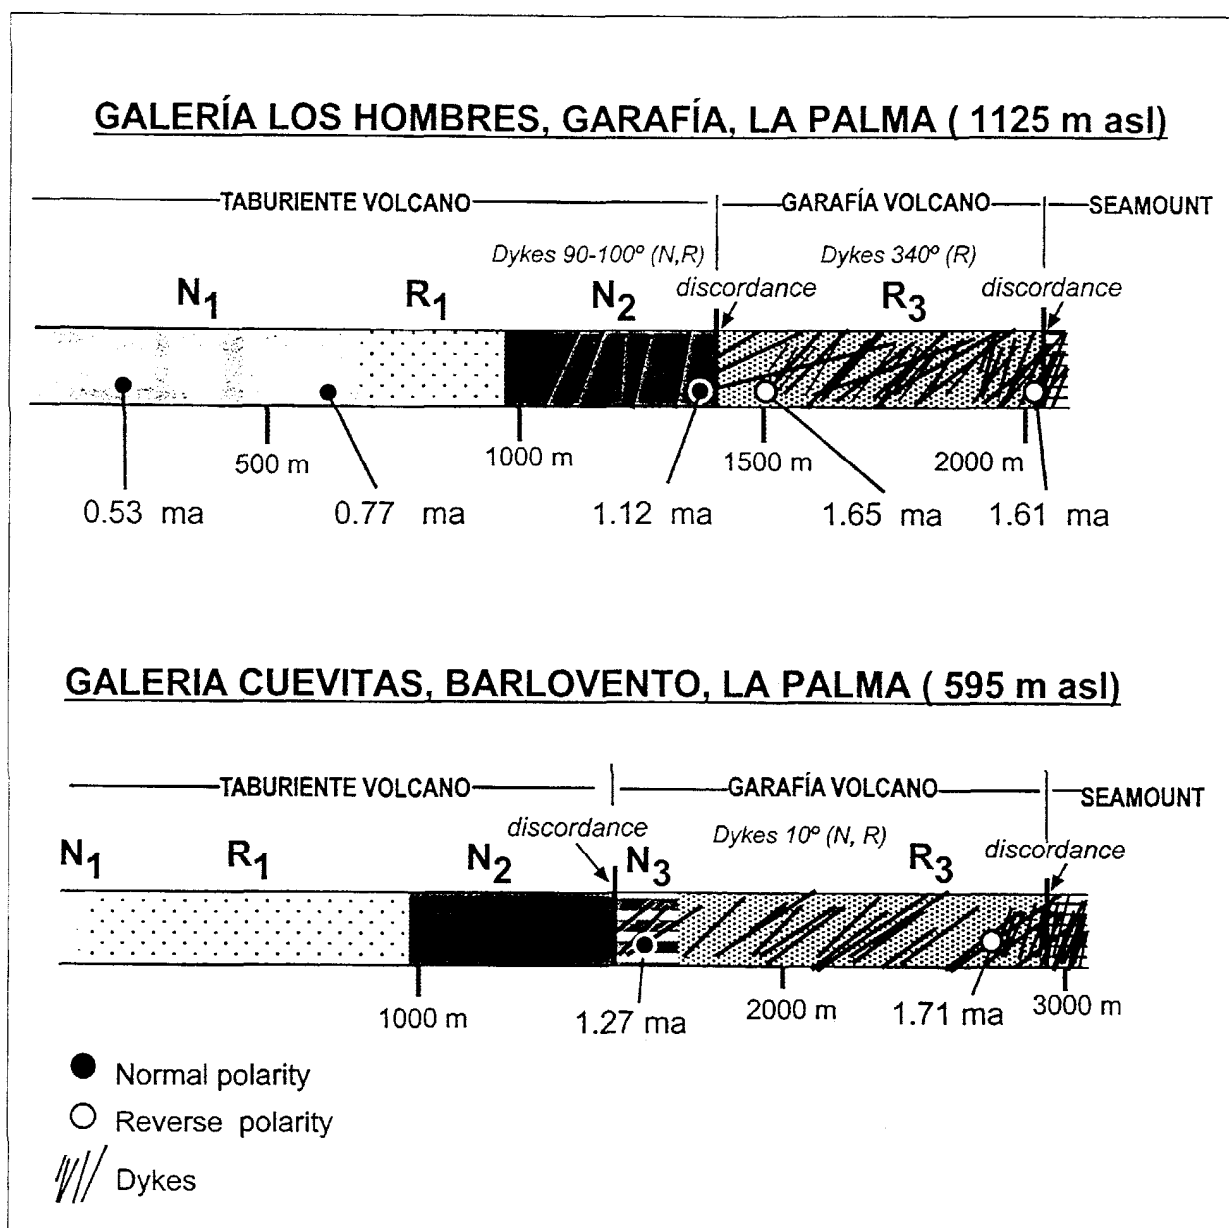 GALERÍA LOS HOMBRES, GARAFÍA, LA PALMA ( 1125 m asl)
TABURIENTE VOLCANO GARAFÍA VOLCANO SEAMOUNT
Dykes 90-100º (N,R) Dykes 340º (R)
N1 R1 N2 discordance R3 discordance
500 m 1000 m 1500 m 2000 m
0.53 ma 0.77 ma 1.12 ma 1.65 ma 1.61 ma
GALERIA CUEVITAS, BARLOVENTO, LA PALMA ( 595 m asl)
TABURIENTE VOLCANO GARAFÍA VOLCANO SEAMOUNT
discordance Dykes 10º (N, R)
N1 R1 N2 N3 R3 discordance
1000 m 1.27 ma 2000 m 1.71 ma 3000 m
Normal polarity
Reverse polarity
Dykes